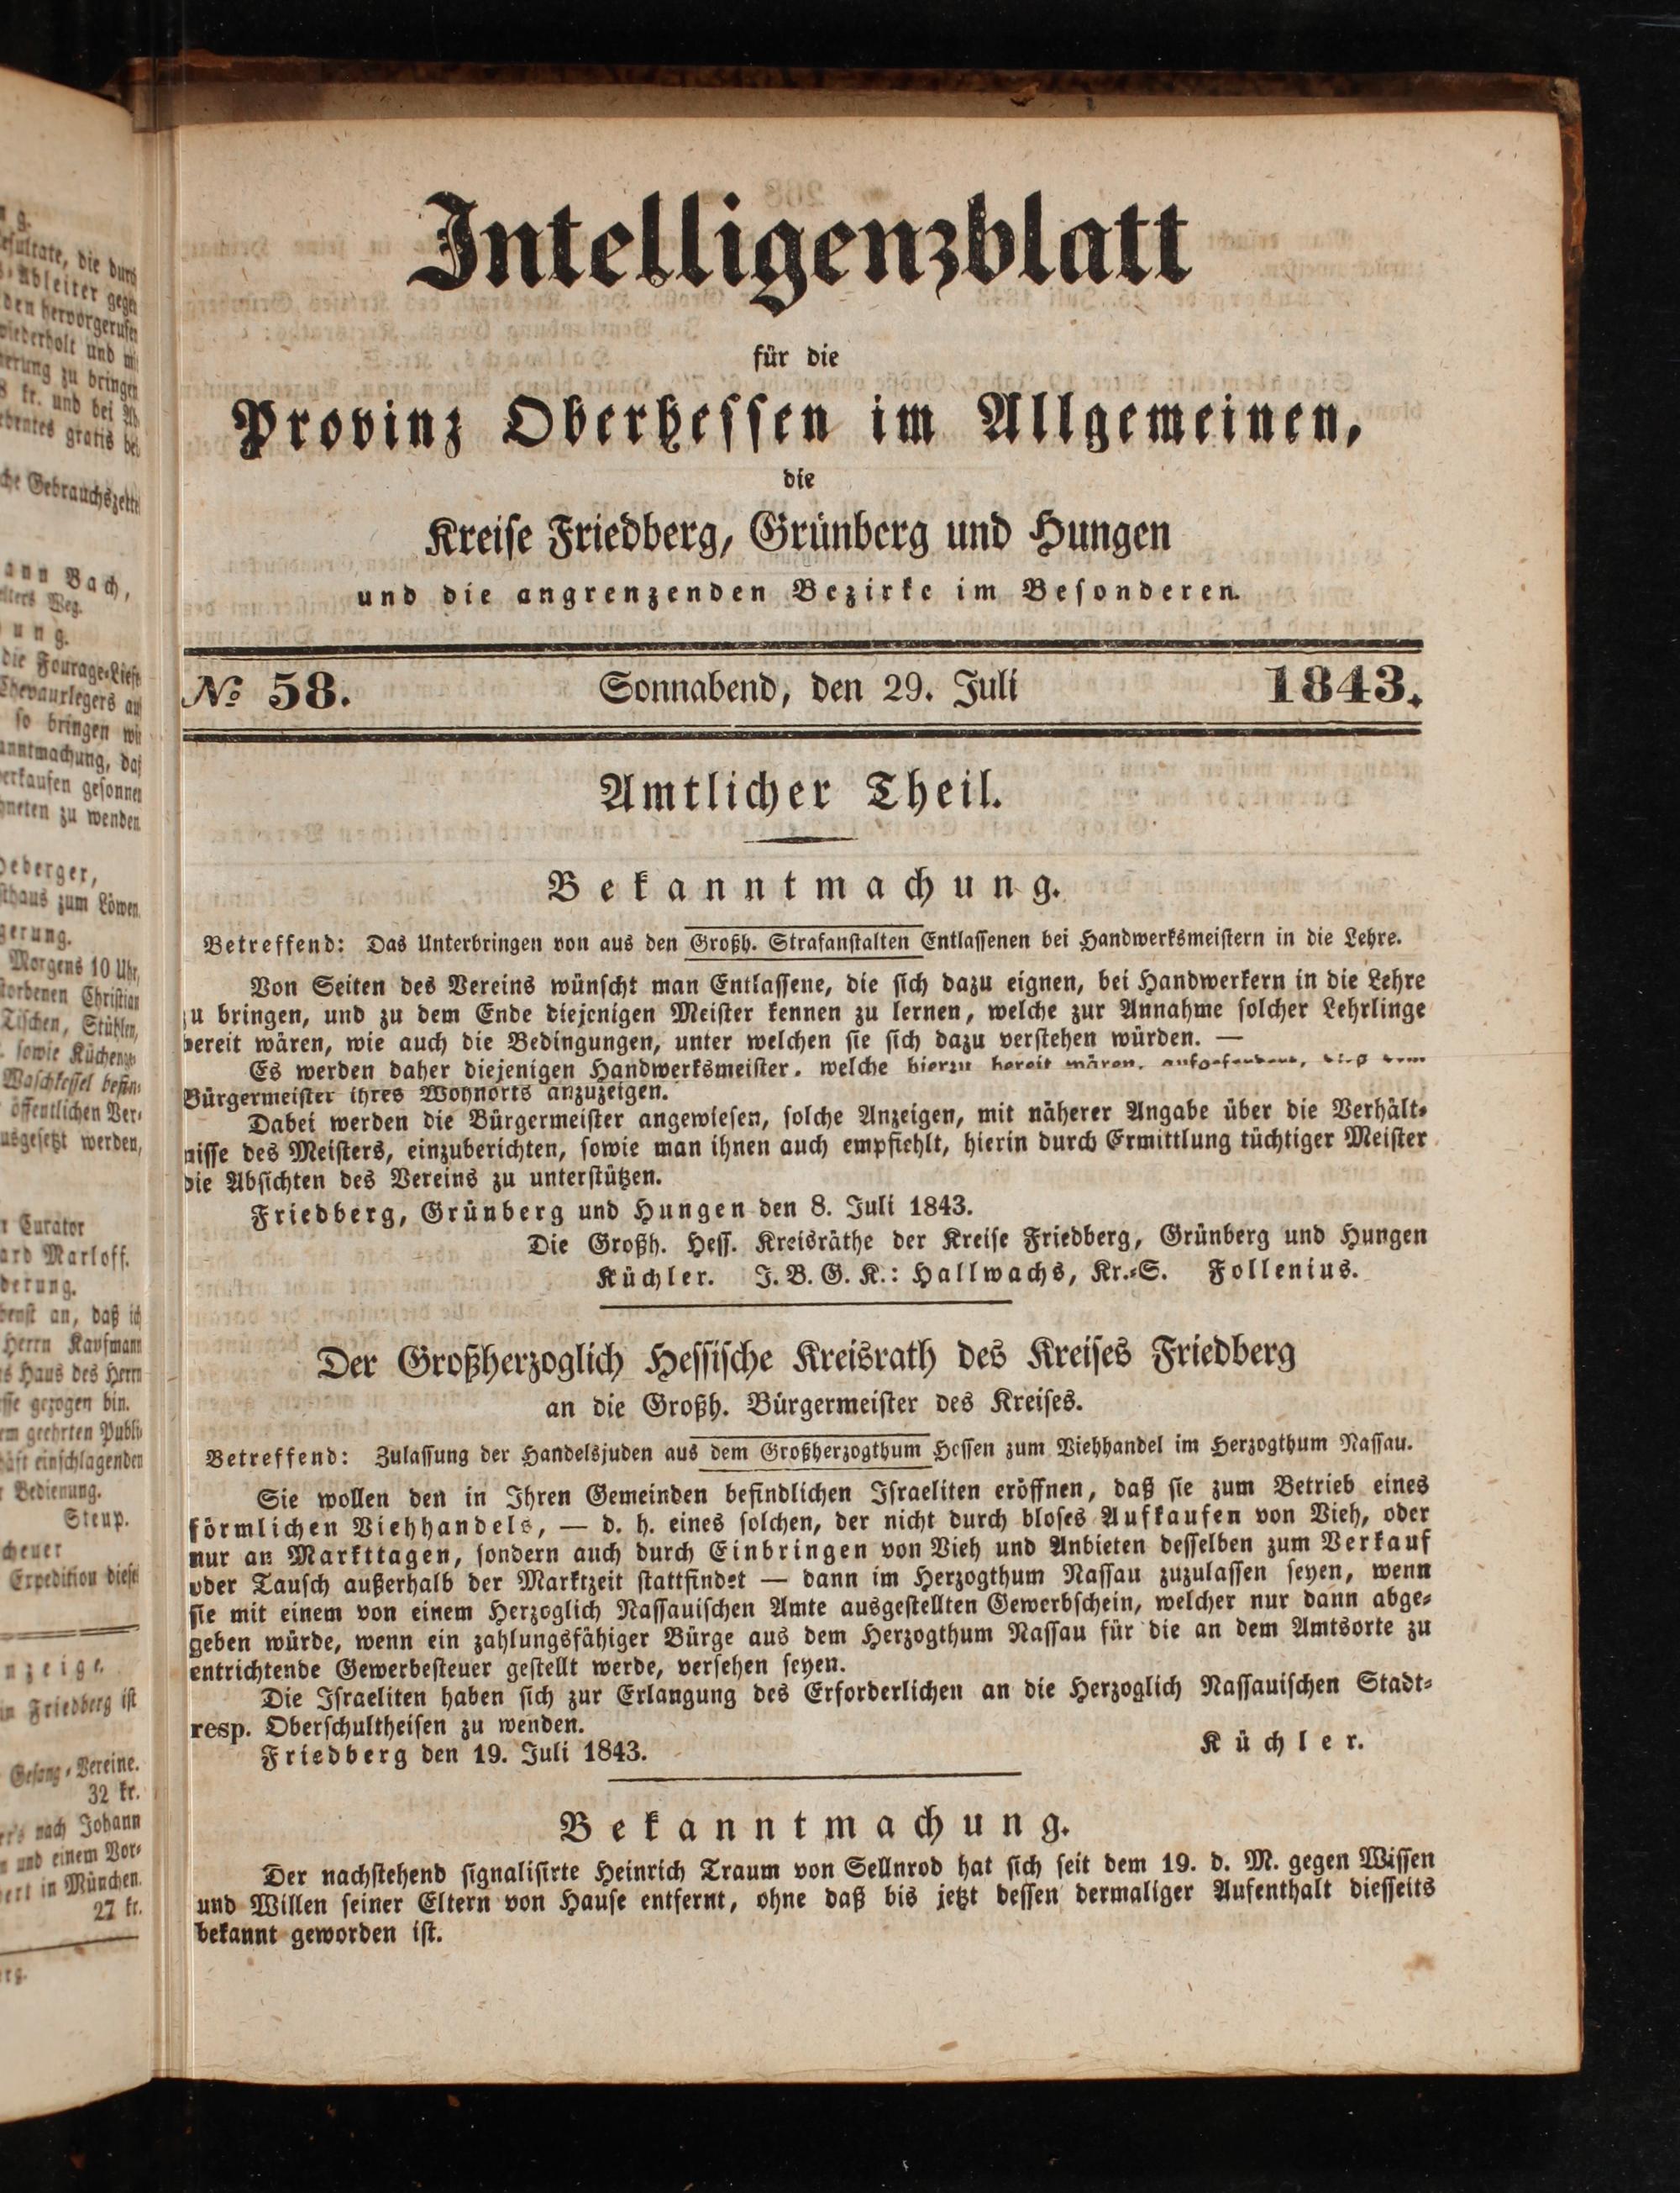 Intelligenzblatt
für die
Provinz Oberhessen im Allgemeinen,
die
Kreise Friedberg, Grünberg und Hungen
und die angrenzenden Bezirke im Besonderen.
№ 58. Sonnabend, den 29. Juli 1843.
Amtlicher Theil.
Bekanntmachung.
Betreffend: Das Unterbringen von aus den Großh. Strafanstalten Entlassenen bei Handwerksmeistern in die Lehre.
Von Seiten des Vereins wünscht man Entlassene, die sich dazu eignen, bei Handwerkern in die Lehre
zu bringen, und zu dem Ende diejenigen Meister kennen zu lernen, welche zur Annahme solcher Lehrlinge
bereit wären, wie auch die Bedingungen, unter welchen sie sich dazu verstehen würden. —
Es werden daher diejenigen Handwerksmeister, welche hierzu bereit wären, aufgefordert, dieß dem
Bürgermeister ihres Wohnorts anzuzeigen.
Dabei werden die Bürgermeister angewiesen, solche Anzeigen, mit näherer Angabe über die Verhält-
nisse des Meisters, einzuberichten, sowie man ihnen auch empfiehlt, hierin durch Ermittlung tüchtiger Meister
die Absichten des Vereins zu unterstützen.
Friedberg, Grünberg und Hungen den 8. Juli 1843.
Die Großh. Hess. Kreisräthe der Kreise Friedberg, Grünberg und Hungen
Küchler. J. V. G. K.: Hallwachs, Kr.-S. Follenius.
Der Großherzoglich Hessische Kreisrath des Kreises Friedberg
an die Großh. Bürgermeister des Kreises.
Betreffend: Zulassung der Handelsjuden aus dem Großherzogthum Hessen zum Viehhandel im Herzogthum Nassau.
Sie wollen den in Ihren Gemeinden befindlichen Israeliten eröffnen, daß sie zum Betrieb eines
förmlichen Viehhandels, — d. h. eines solchen, der nicht durch bloses Aufkaufen von Vieh, oder
nur an Markttagen, sondern auch durch Einbringen von Vieh und Anbieten desselben zum Verkauf
oder Tausch außerhalb der Marktzeit stattfindet — dann im Herzogthum Nassau zuzulassen seyen, wenn
sie mit einem von einem Herzoglich Nassauischen Amte ausgestellten Gewerbschein, welcher nur dann abge-
geben würde, wenn ein zahlungsfähiger Bürge aus dem Herzogthum Nassau für die an dem Amtsorte zu
entrichtende Gewerbesteuer gestellt werde, versehen seyen.
Die Israeliten haben sich zur Erlangung des Erforderlichen an die Herzoglich Nassauischen Stadt-
resp. Oberschultheisen zu wenden.
Friedberg den 19. Juli 1843. Küchler.
Bekanntmachung.
Der nachstehend signalisirte Heinrich Traum von Sellnrod hat sich seit dem 19. d. M. gegen Wissen
und Willen seiner Eltern von Hause entfernt, ohne daß bis jetzt dessen dermaliger Aufenthalt diesseits
bekannt geworden ist.